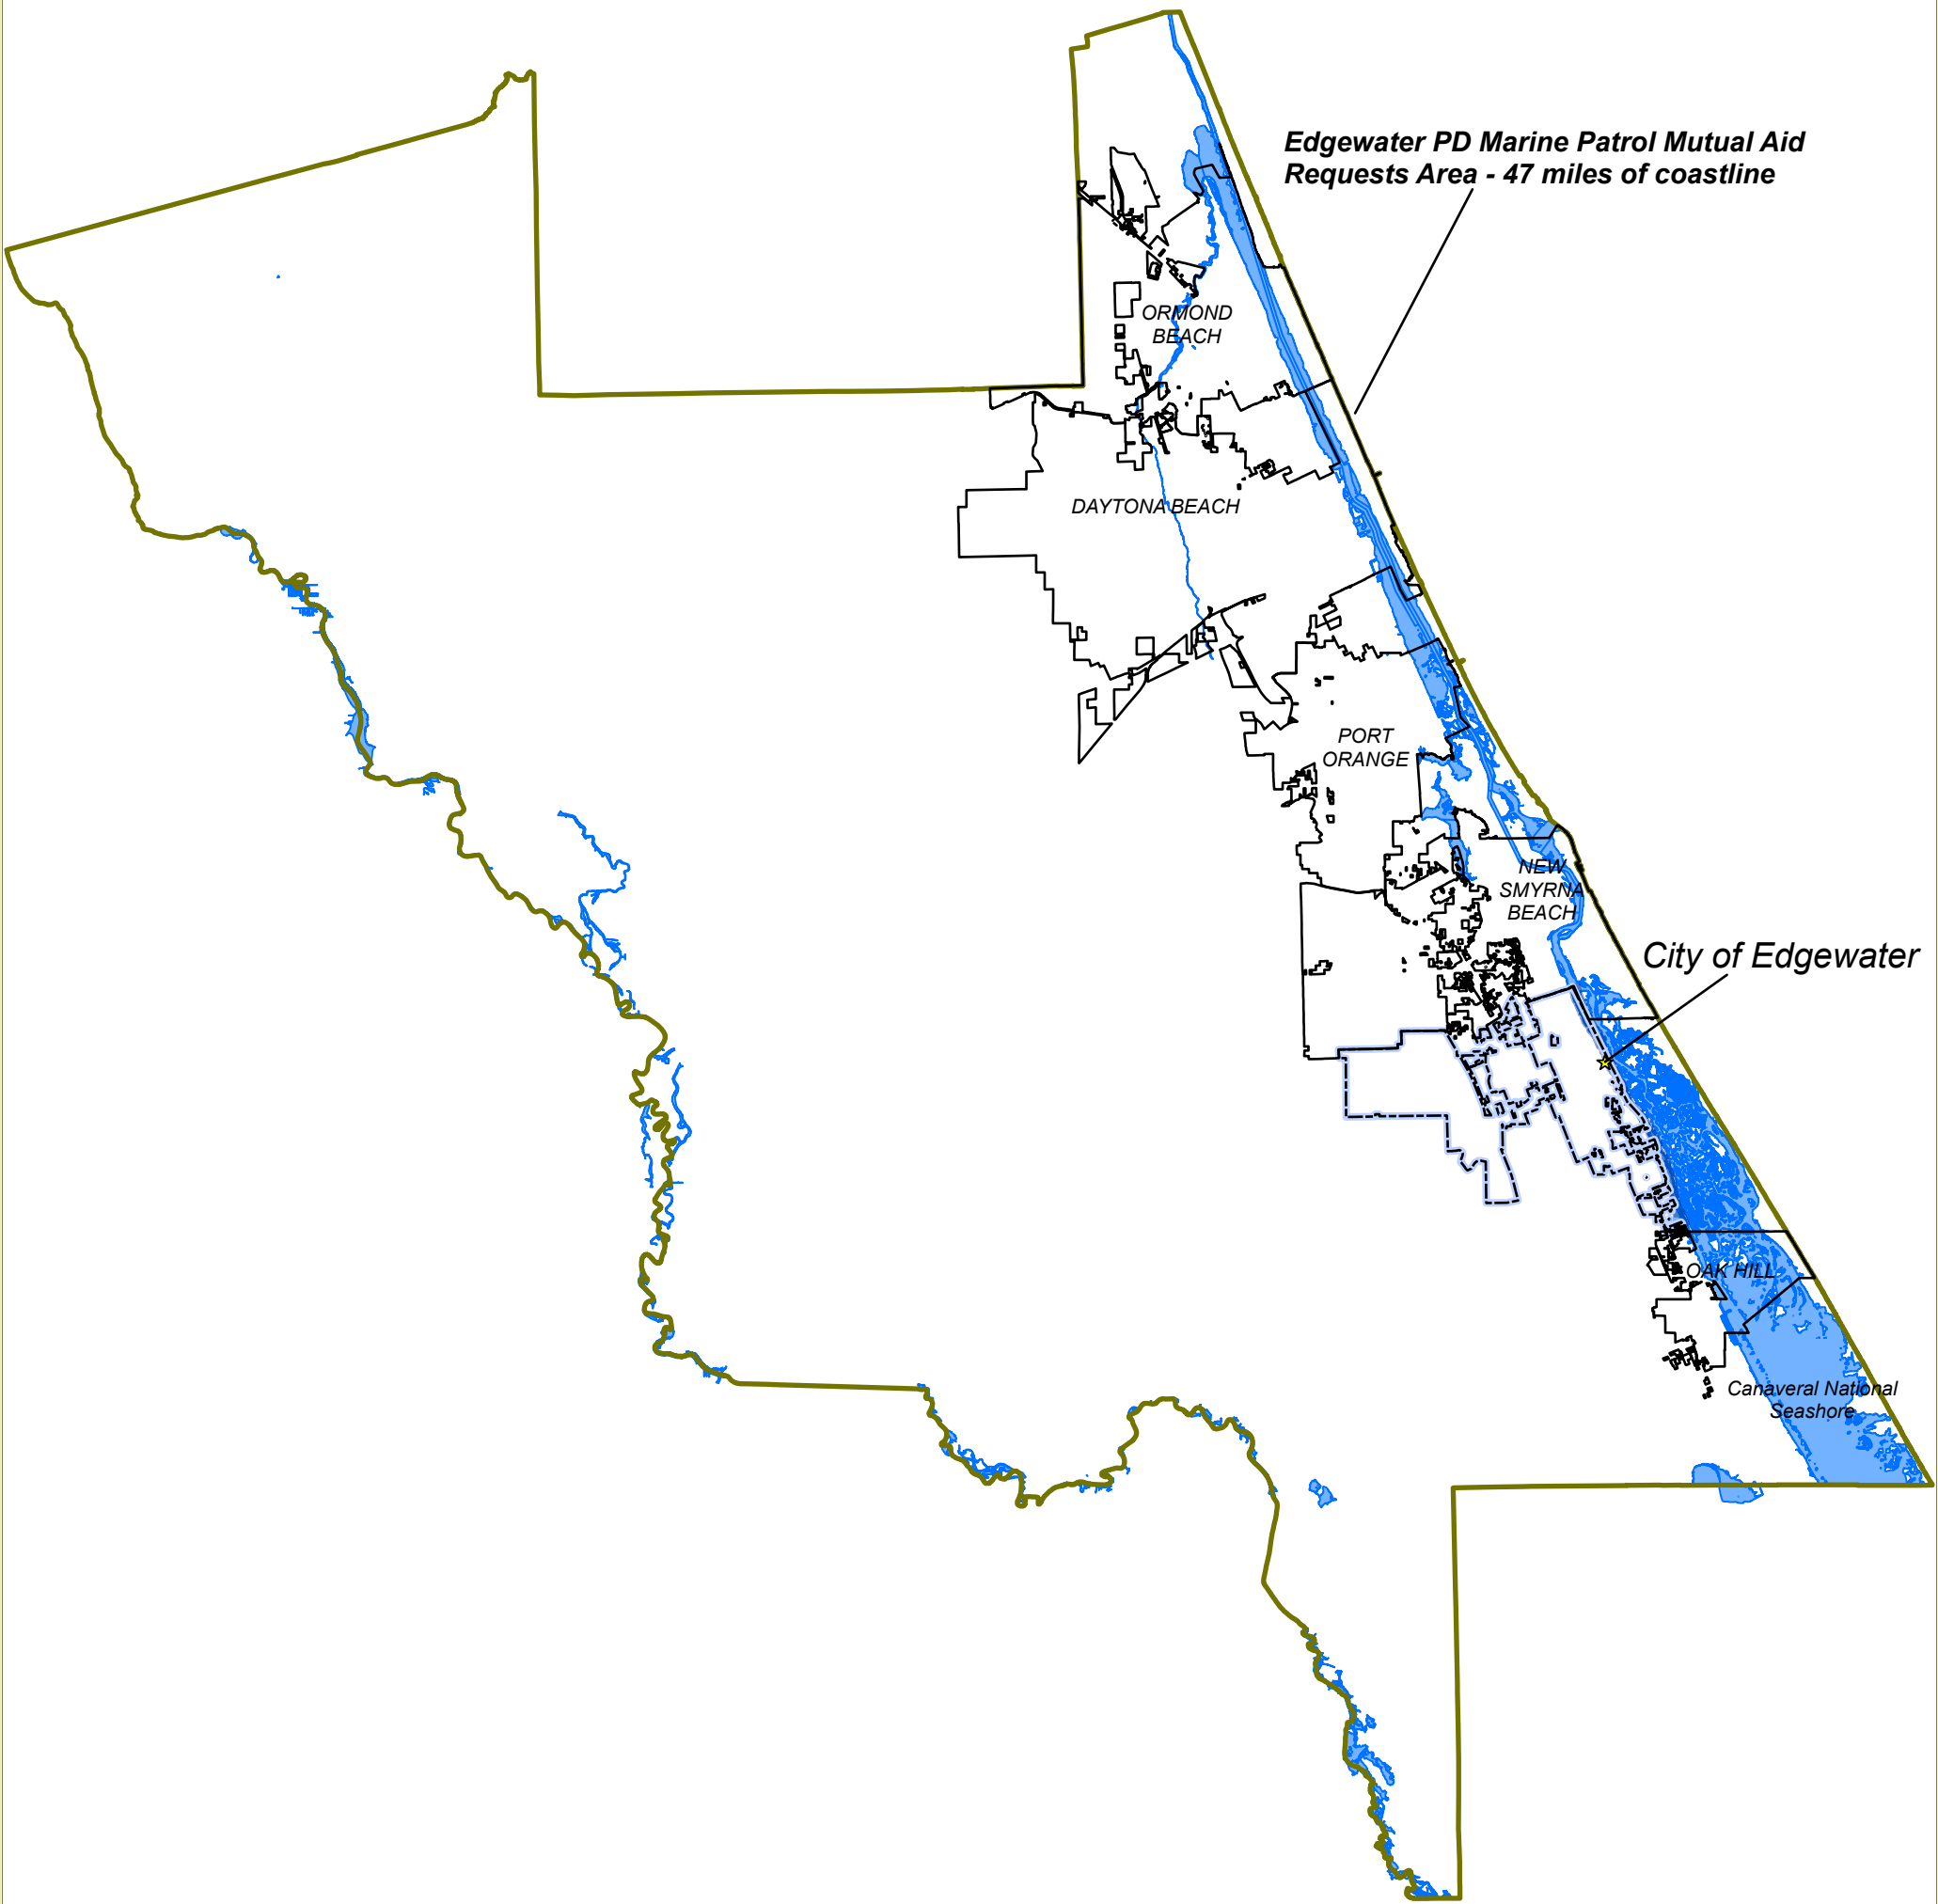 Edgewater PD Marine Patrol Mutual Aid
Requests Area - 47 miles of coastline
ORMOND
BEACH
DAYTONA BEACH
PORT
ORANGE
NEW
SMYRNA
BEACH
City of Edgewater
OAK HILL
Canaveral National
Seashore